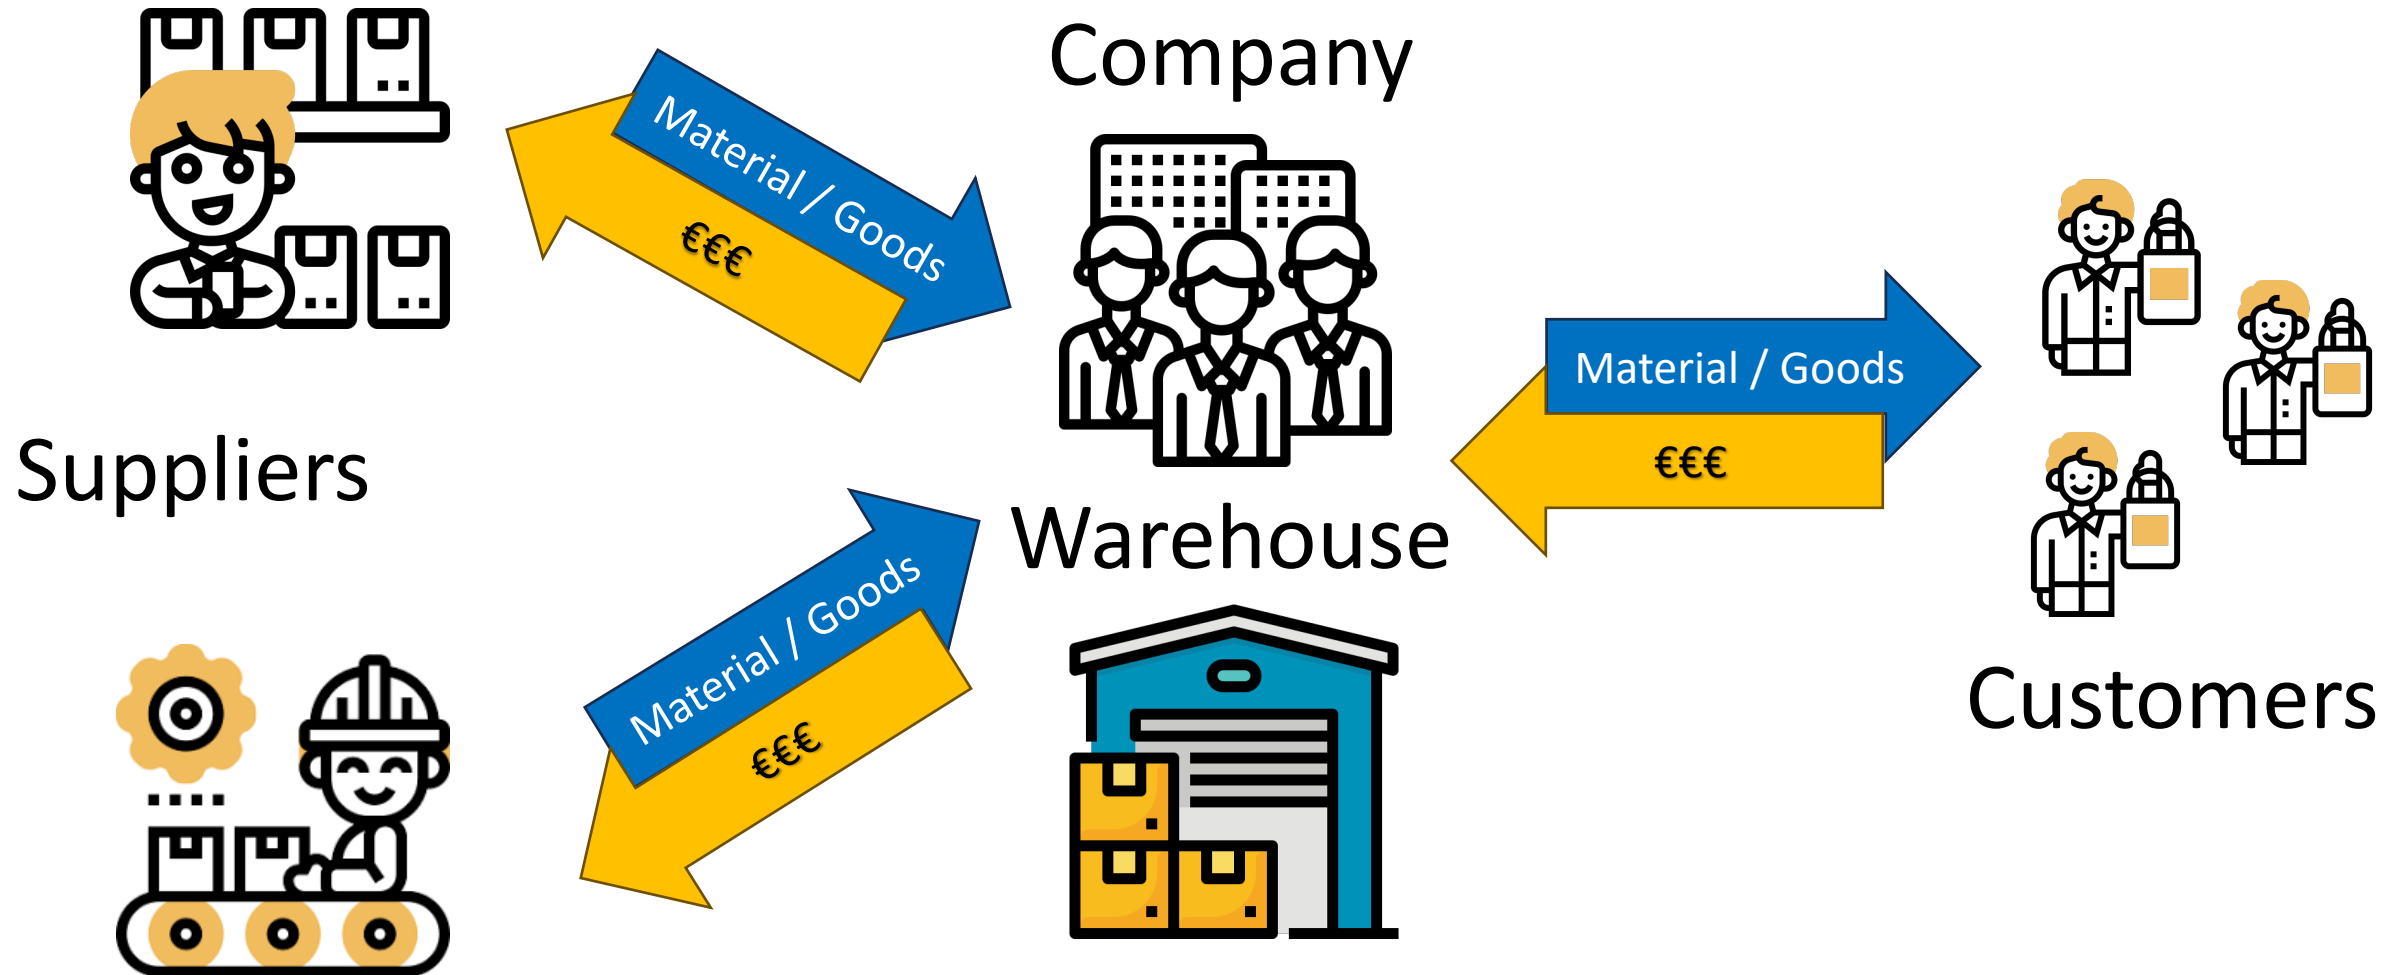 Company
Material / Goods
€€€
Suppliers
Material / Goods
€€€
Warehouse
Material / Goods
€€€
Customers